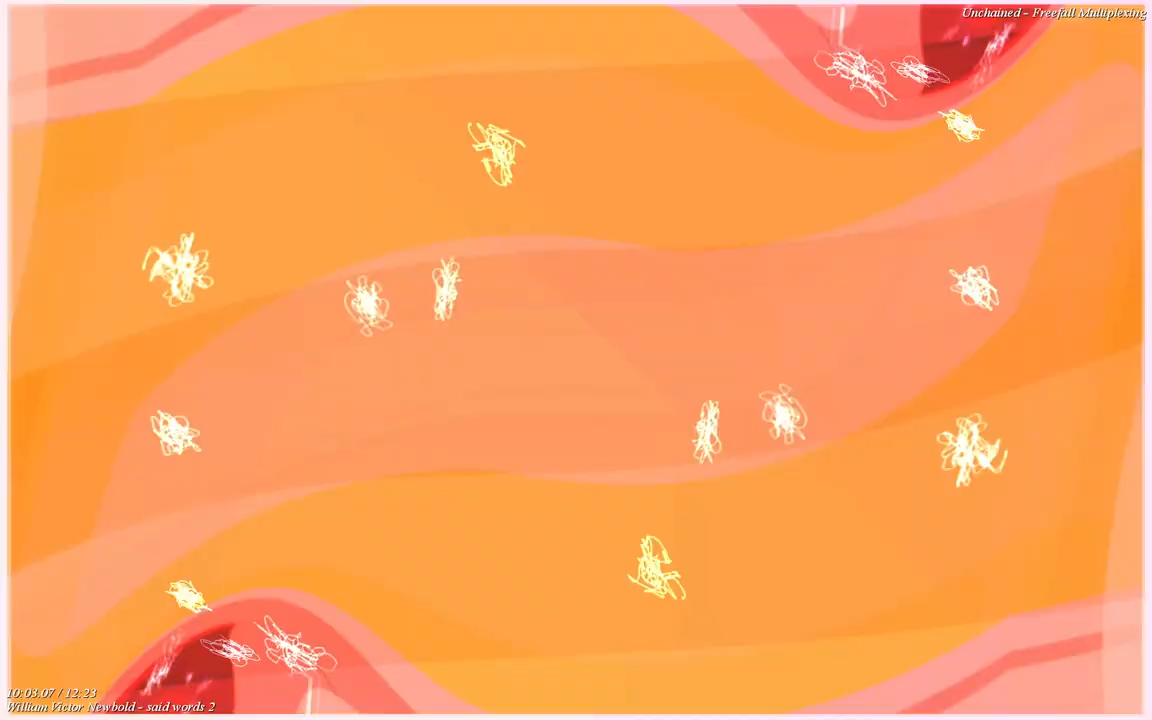 Unchained - Freefall Multiplexing
10:03:07 / 12:23
William Victor Newbold - said words 2